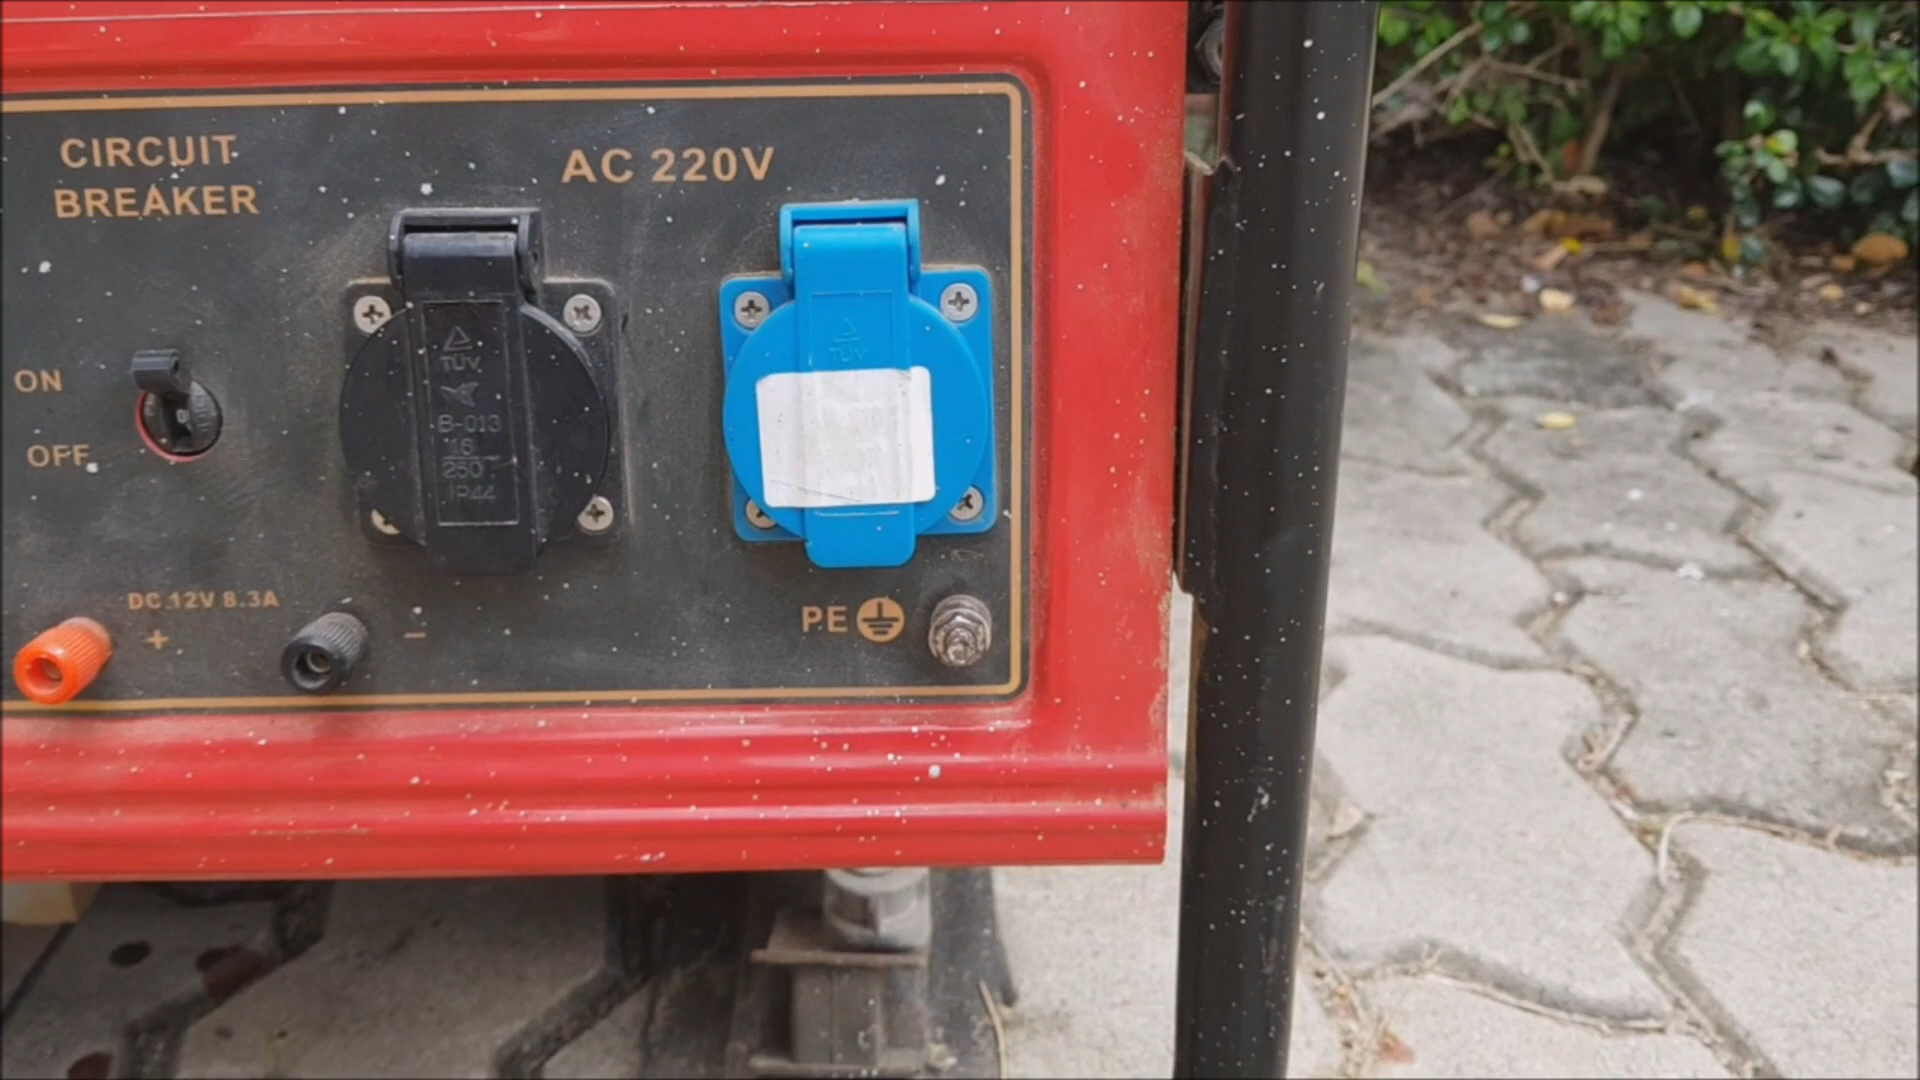 CIRCUIT
BREAKER
AC 220V
ON
OFF
TÜV
B-013
16
250
IP44
TÜV
DC 12V 8.3A
+
−
PE